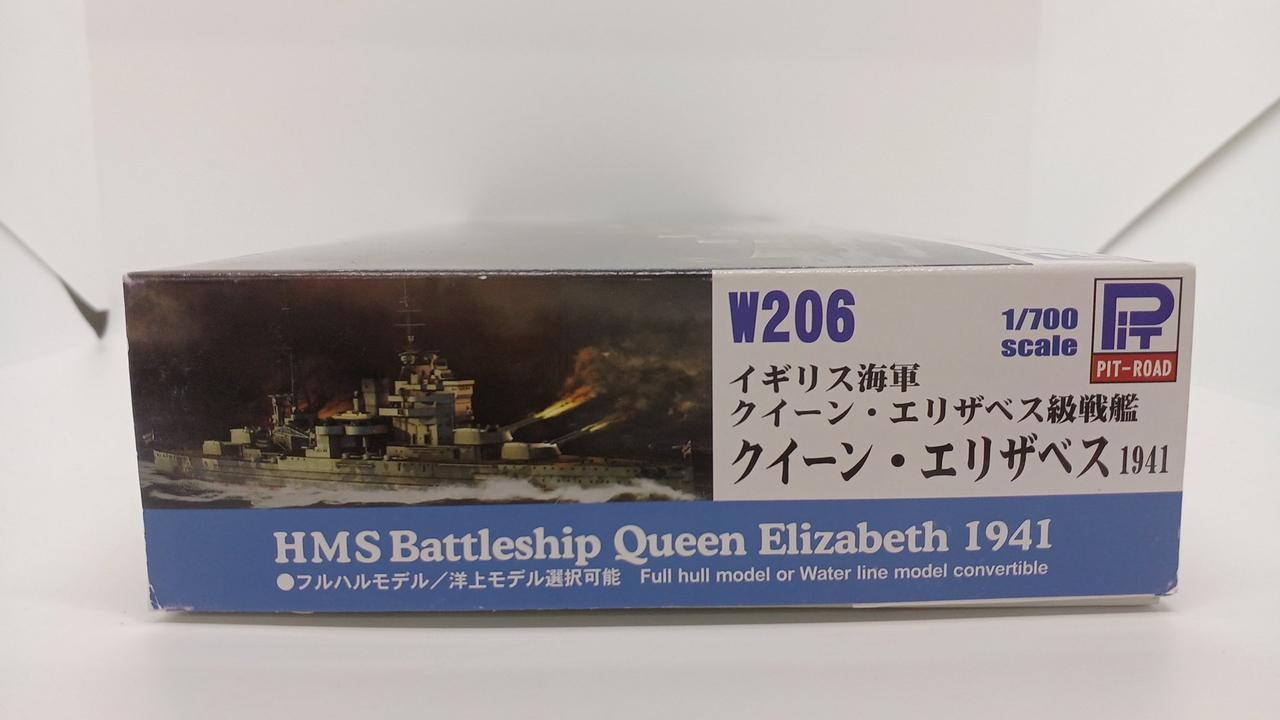 W206
1/700
scale
PIT
PIT-ROAD
イギリス海軍
クイーン・エリザベス級戦艦
クイーン・エリザベス 1941
HMS Battleship Queen Elizabeth 1941
●フルハルモデル／洋上モデル選択可能 Full hull model or Water line model convertible